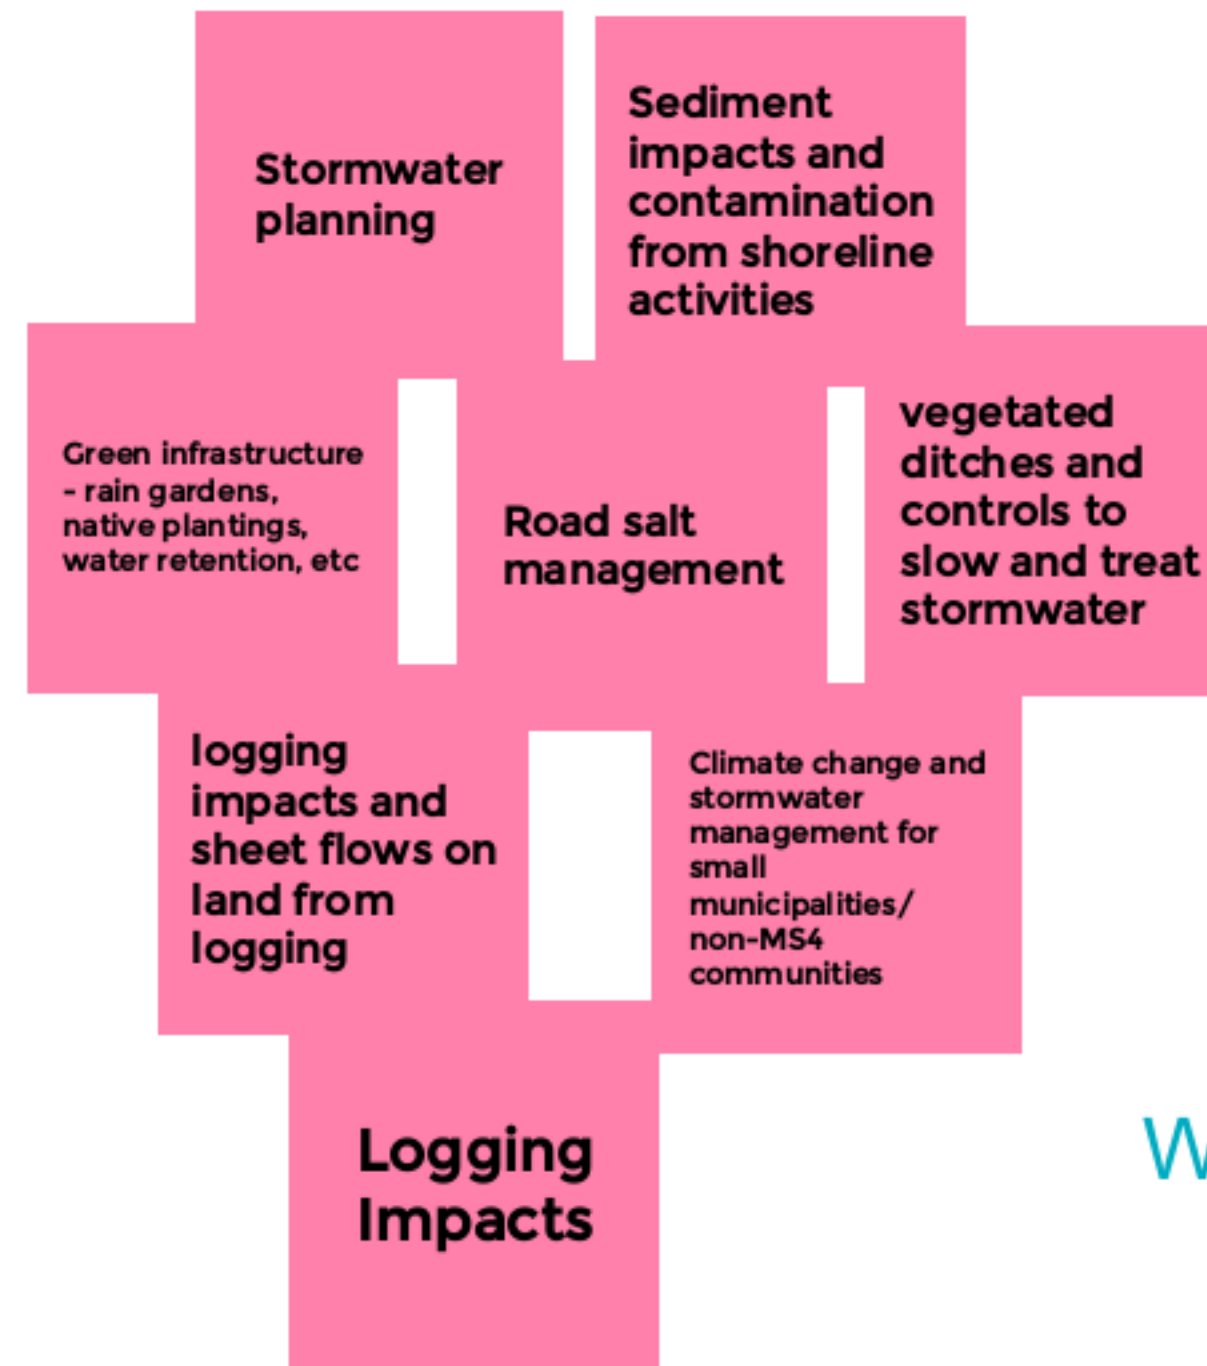 Stormwater
planning
Sediment
impacts and
contamination
from shoreline
activities
Green infrastructure
- rain gardens,
native plantings,
water retention, etc
Road salt
management
vegetated
ditches and
controls to
slow and treat
stormwater
logging
impacts and
sheet flows on
land from
logging
Climate change and
stormwater
management for
small
municipalities/
non-MS4
communities
Logging
Impacts
W